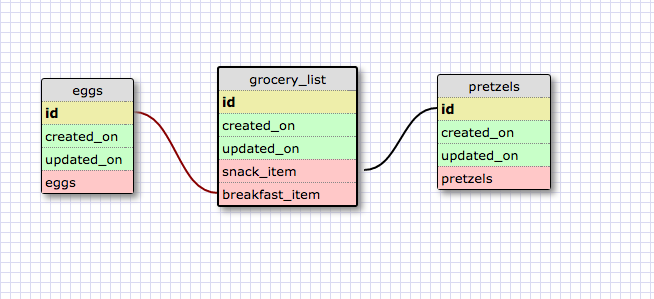 eggs
id
created_on
updated_on
eggs
grocery_list
id
created_on
updated_on
snack_item
breakfast_item
pretzels
id
created_on
updated_on
pretzels